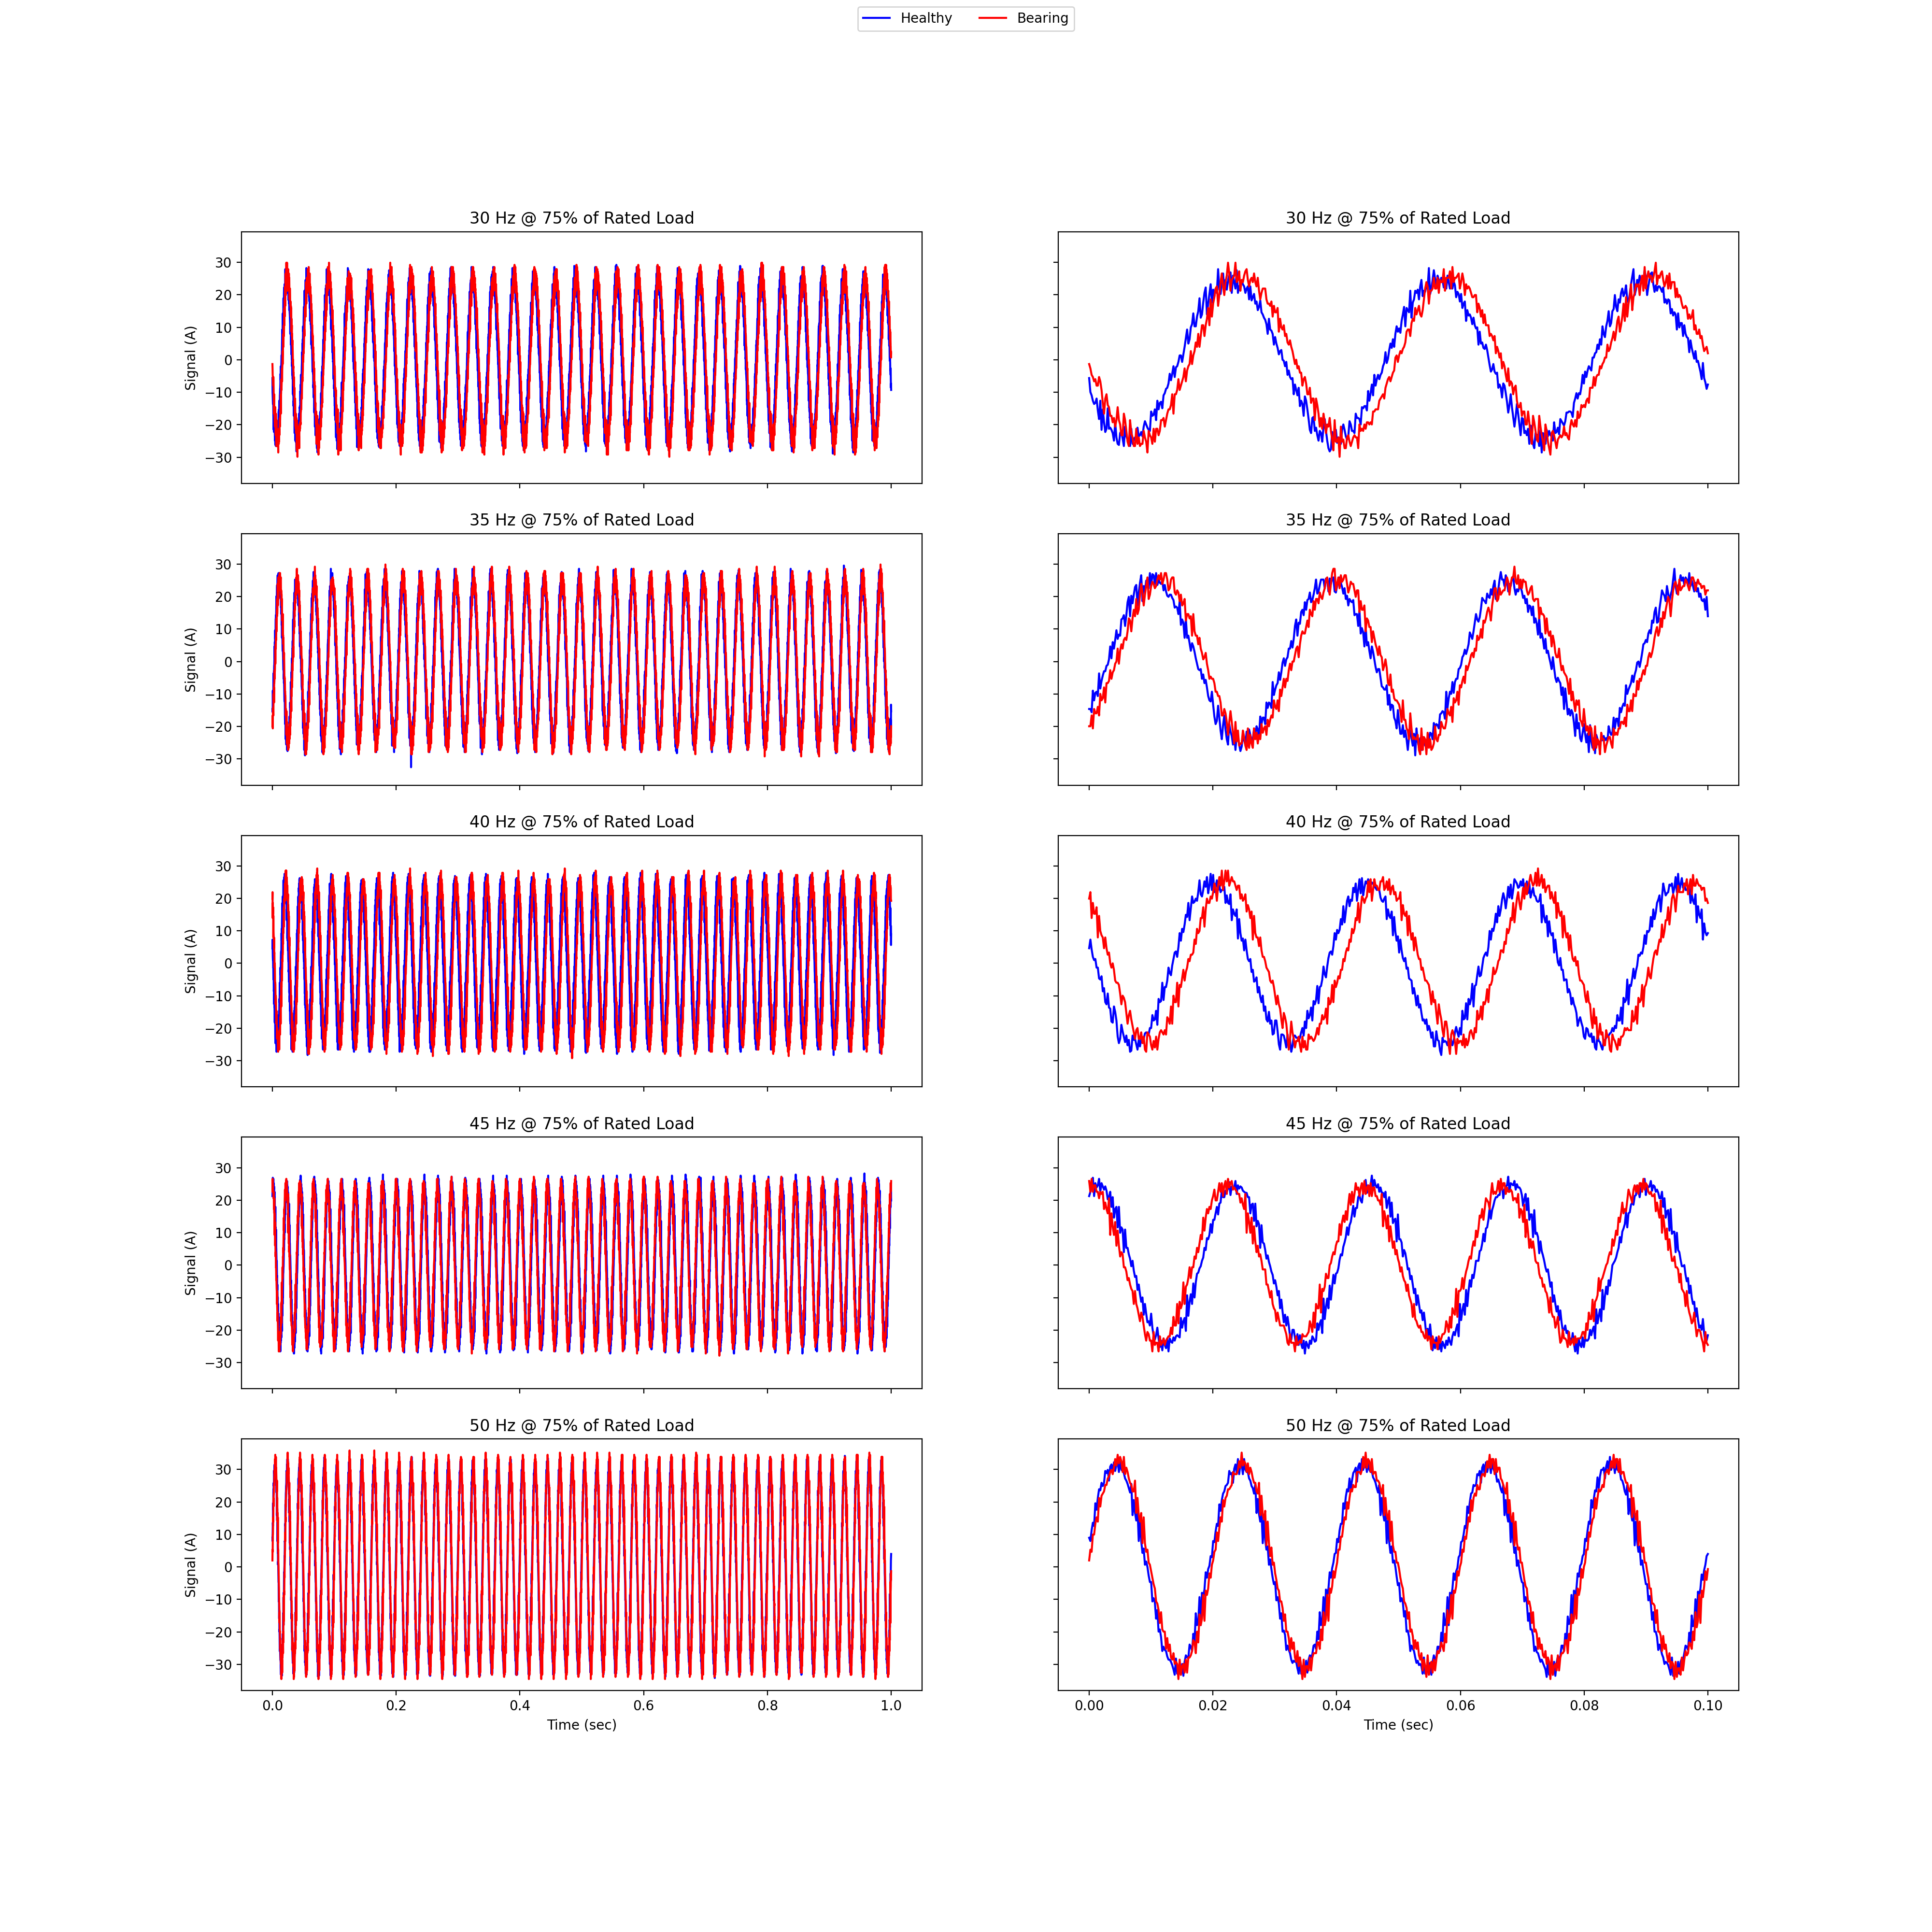 Healthy Bearing
30 Hz @ 75% of Rated Load 30 Hz @ 75% of Rated Load
30
20
10
0
−10
−20
−30
Signal (A)
35 Hz @ 75% of Rated Load 35 Hz @ 75% of Rated Load
30
20
10
0
−10
−20
−30
Signal (A)
40 Hz @ 75% of Rated Load 40 Hz @ 75% of Rated Load
30
20
10
0
−10
−20
−30
Signal (A)
45 Hz @ 75% of Rated Load 45 Hz @ 75% of Rated Load
30
20
10
0
−10
−20
−30
Signal (A)
50 Hz @ 75% of Rated Load 50 Hz @ 75% of Rated Load
30
20
10
0
−10
−20
−30
Signal (A)
0.0 0.2 0.4 0.6 0.8 1.0 0.00 0.02 0.04 0.06 0.08 0.10
Time (sec) Time (sec)